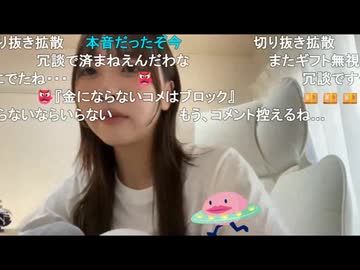 り抜き拡散 本音だったぞ今 切り抜き拡散
冗談で済まねえんだわな またギフト無視
にでたね・・・ 冗談です
『金にならないコメはブロック』
らないならいらない もう、コメント控えるね…